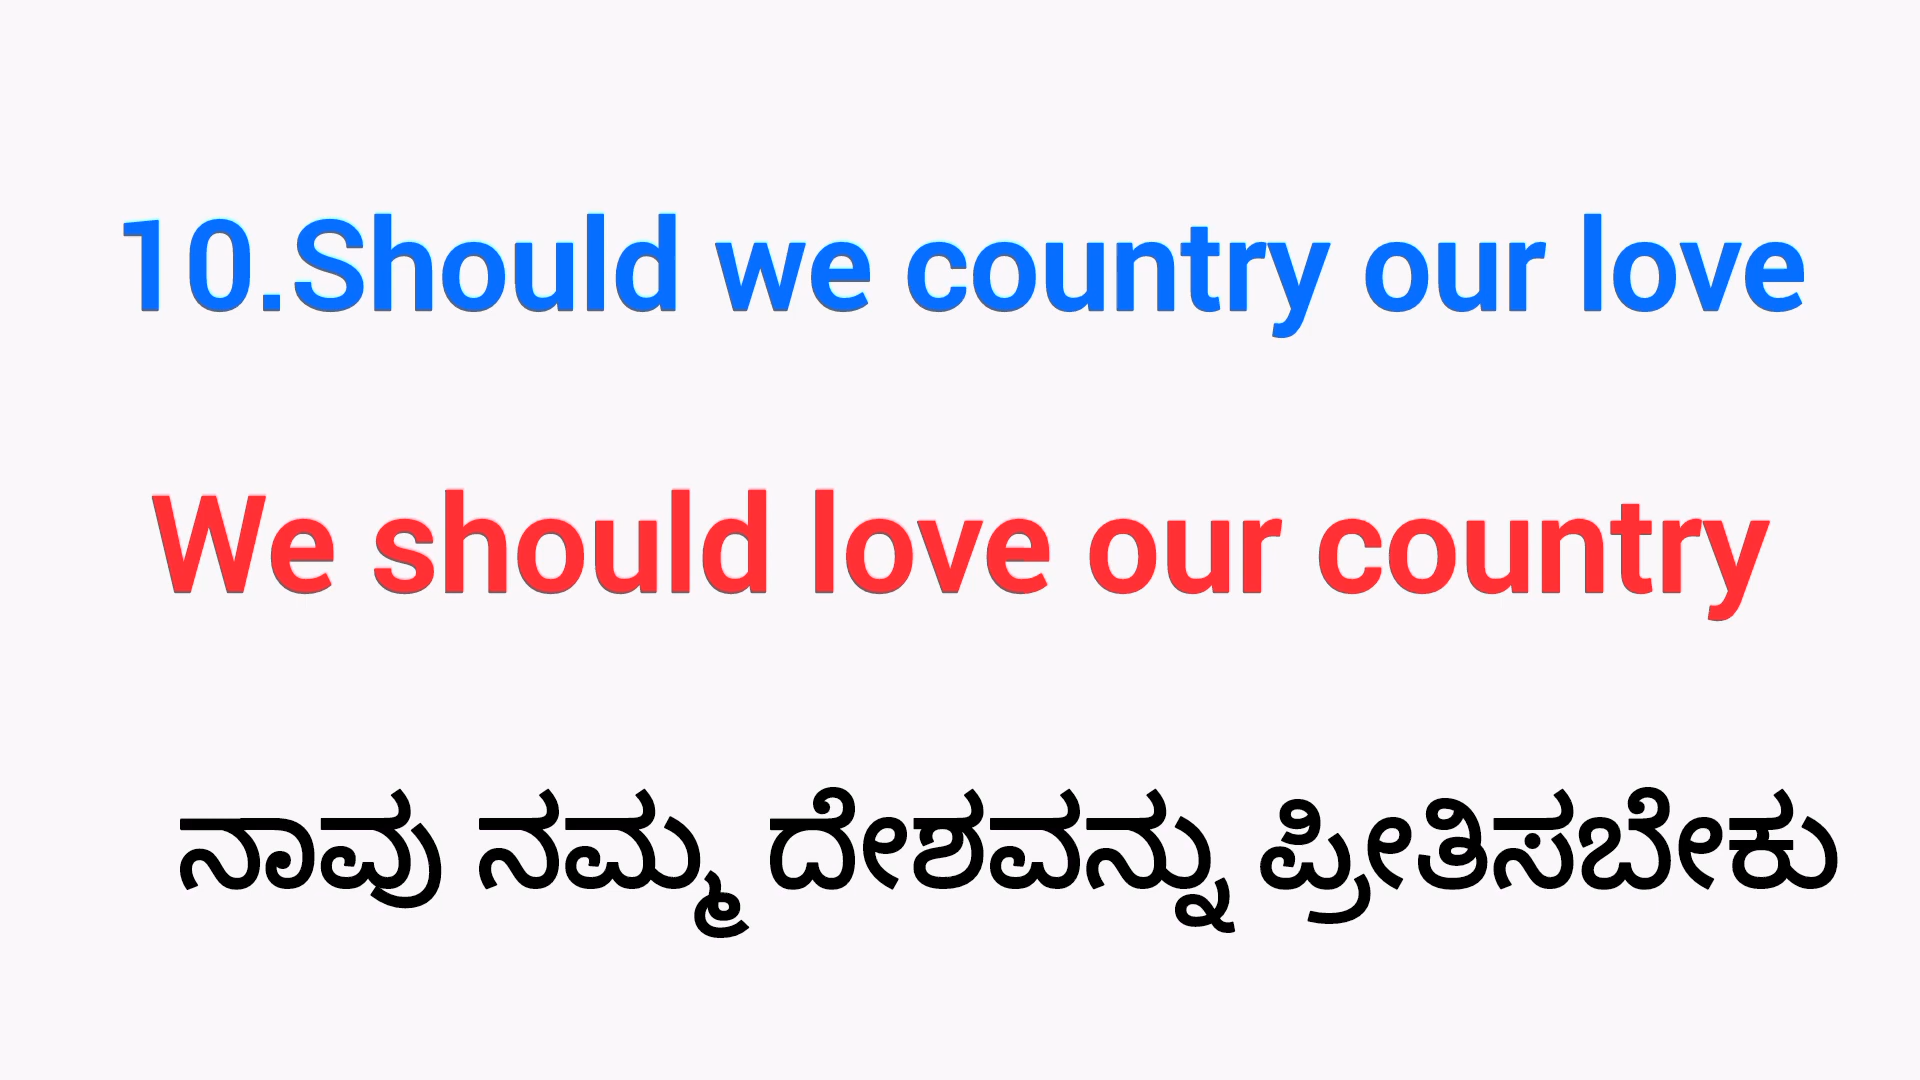 10.Should we country our love
We should love our country
ನಾವು ನಮ್ಮ ದೇಶವನ್ನು ಪ್ರೀತಿಸಬೇಕು